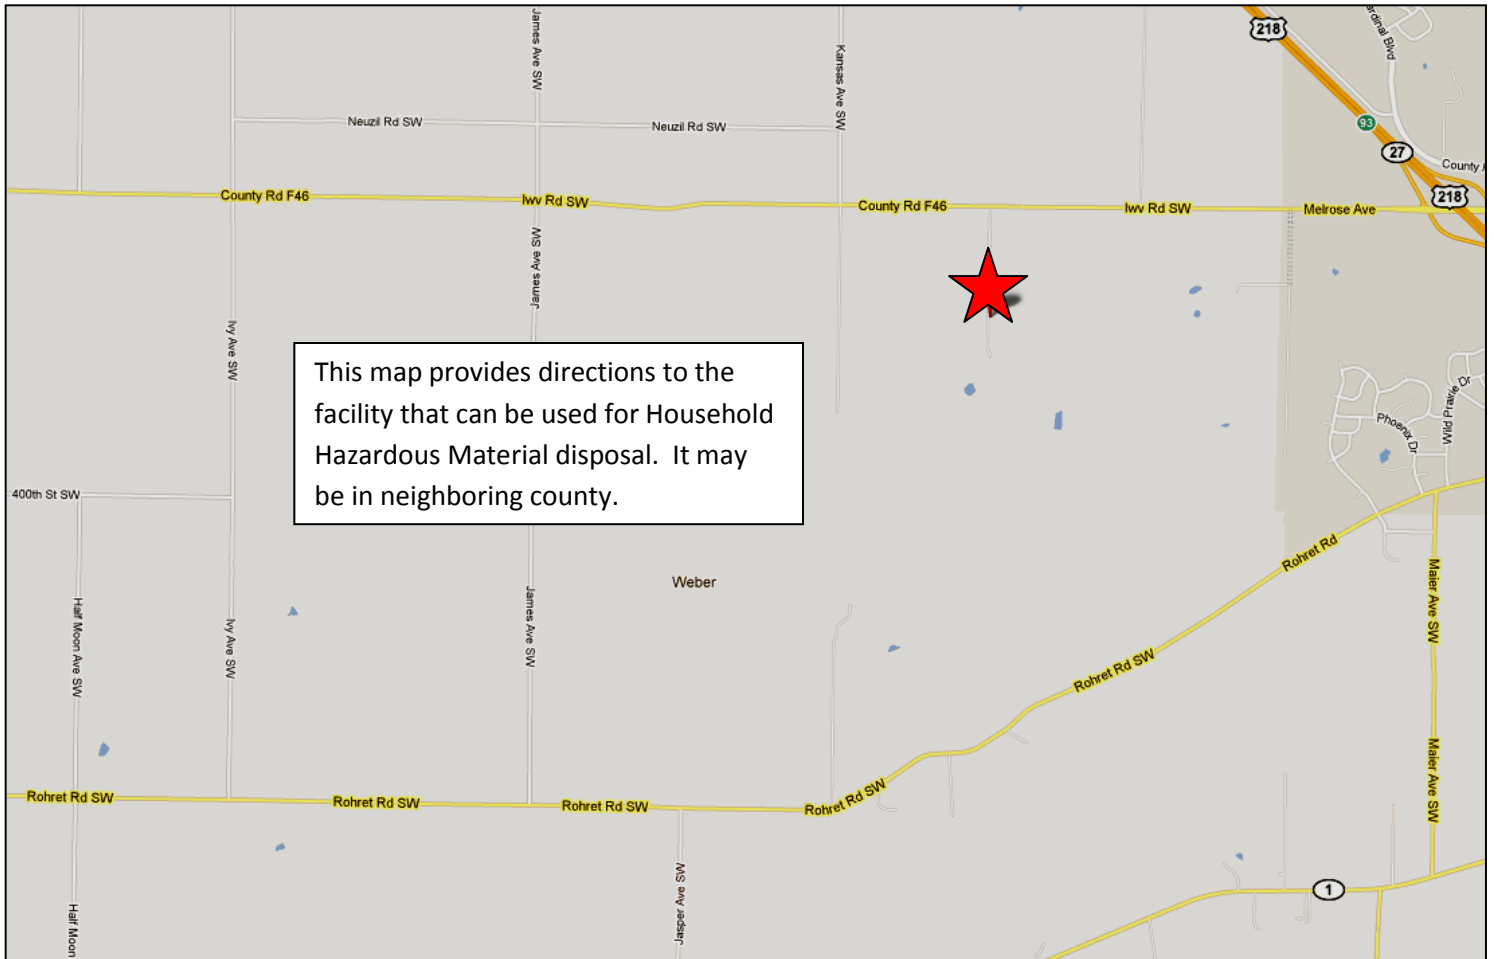 James Ave SW
Kansas Ave SW
218
Cardinal Blvd
Neuzil Rd SW
Neuzil Rd SW
93
27
County
218
County Rd F46
Iwv Rd SW
County Rd F46
Iwv Rd SW
Melrose Ave
James Ave SW
Ivy Ave SW
This map provides directions to the
facility that can be used for Household
Hazardous Material disposal.  It may
be in neighboring county.
Wild Prairie Dr
Phoenix Dr
400th St SW
Rohret Rd
Weber
Half Moon Ave SW
Ivy Ave SW
James Ave SW
Maier Ave SW
Rohret Rd SW
Maier Ave SW
Rohret Rd SW
Rohret Rd SW
Rohret Rd SW
Rohret Rd SW
Jasper Ave SW
1
Half Moon